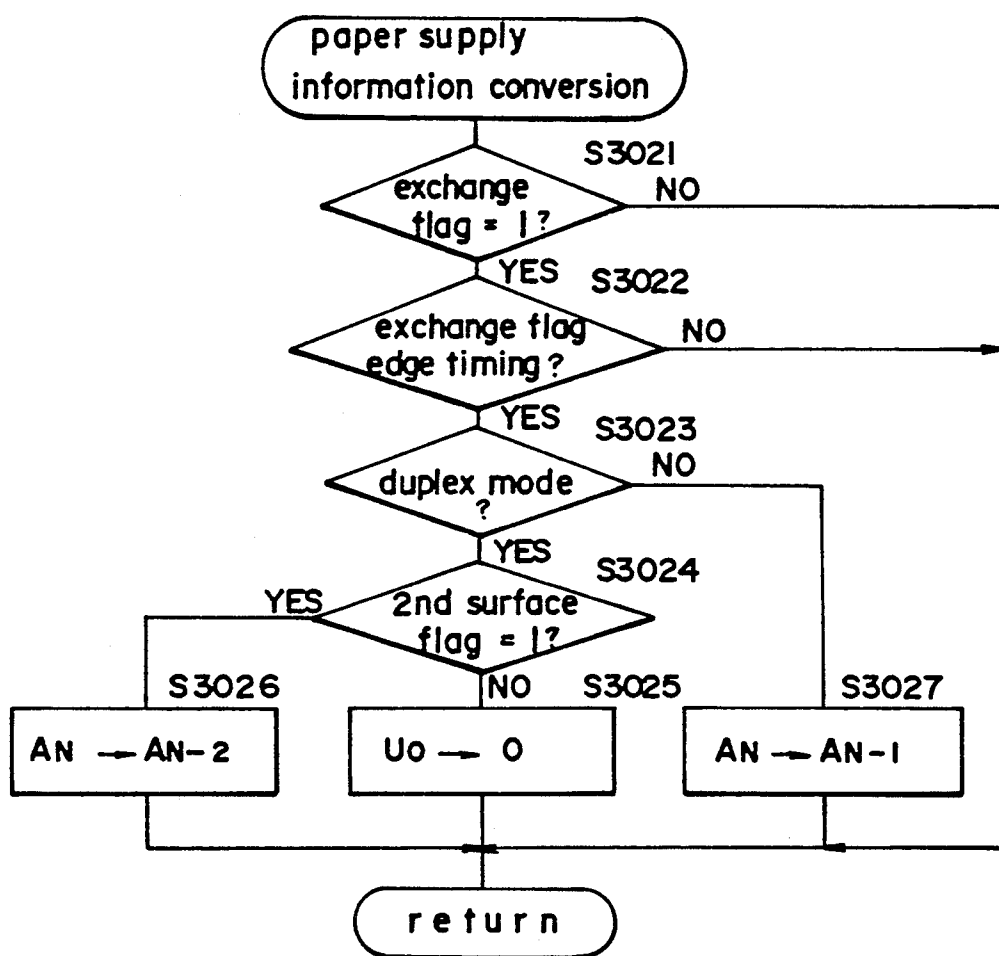 paper supply
information conversion
S3021
exchange
flag = 1?
NO
YES
S3022
exchange flag
edge timing?
NO
YES
S3023
duplex mode
?
NO
YES
S3024
2nd surface
flag = 1?
YES
NO
S3026
S3025
S3027
AN → AN-2
U0 → 0
AN → AN-1
return